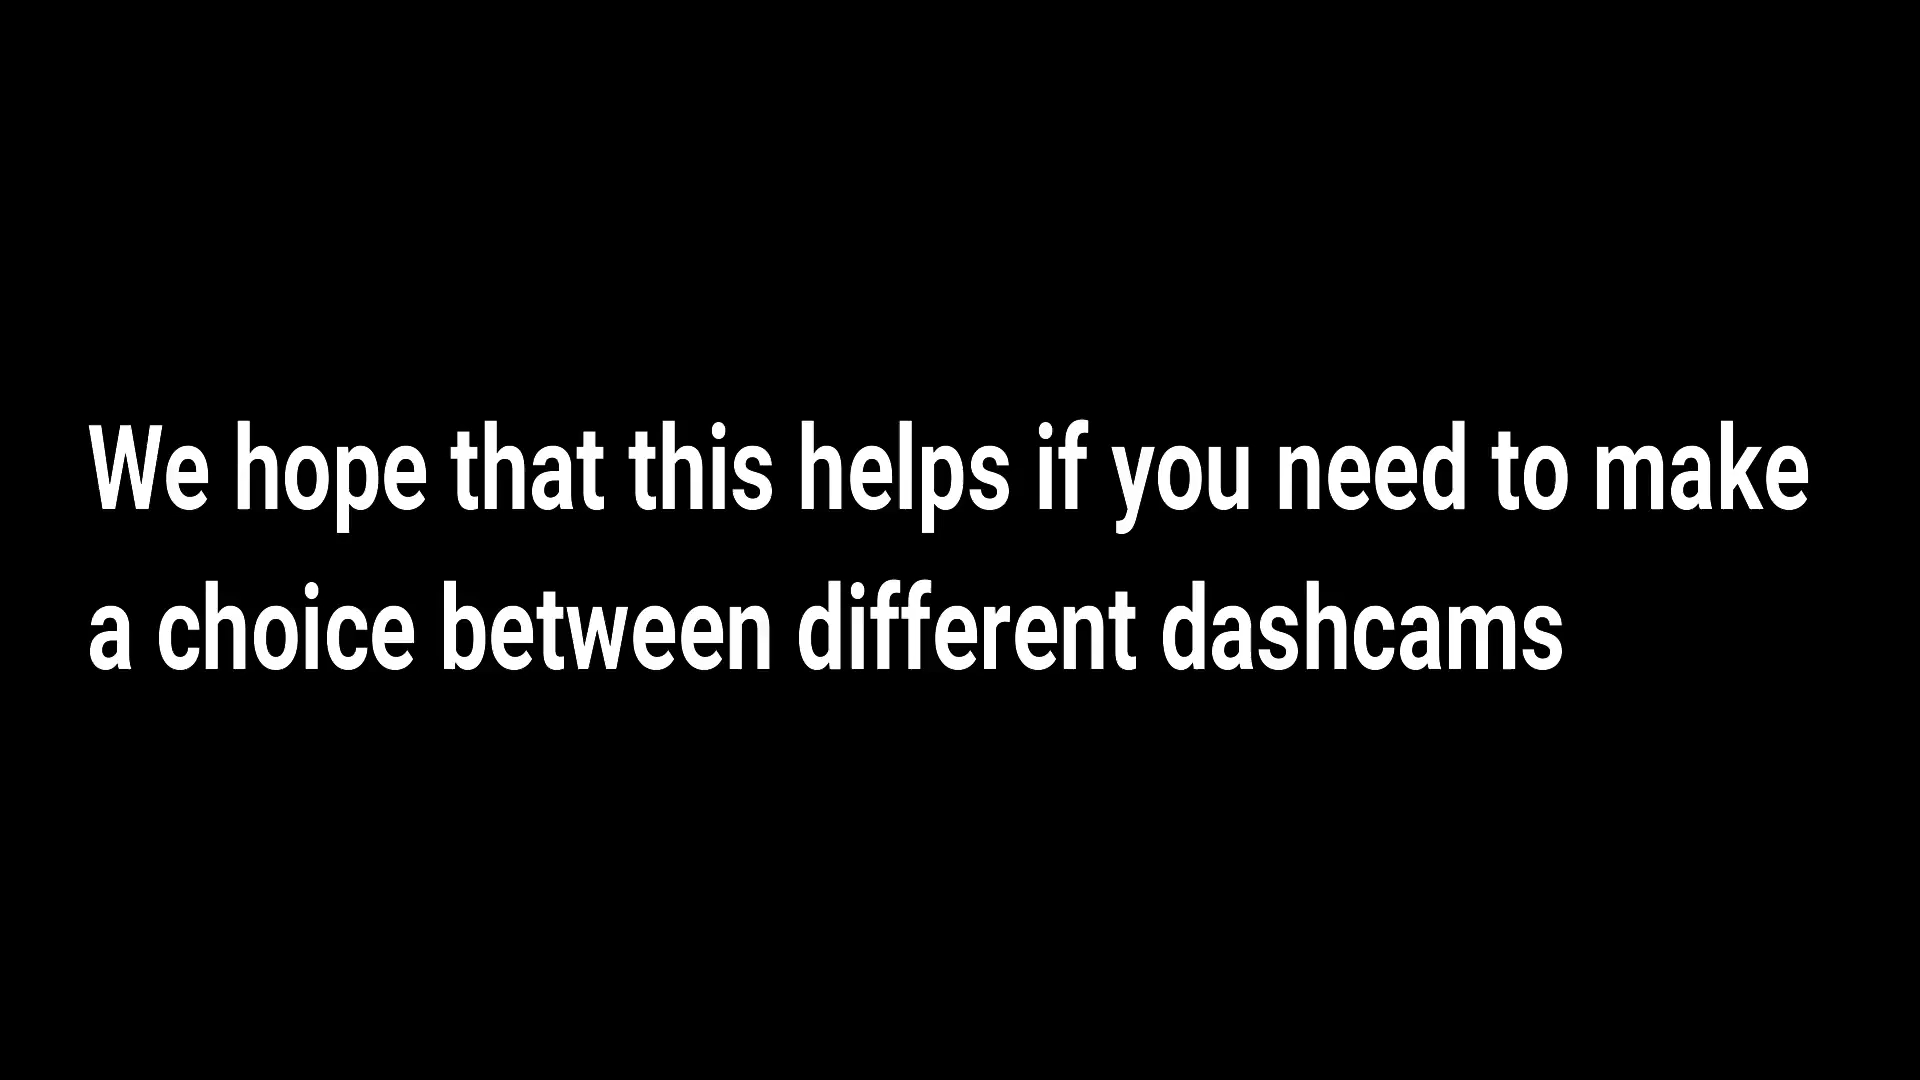 We hope that this helps if you need to make
a choice between different dashcams